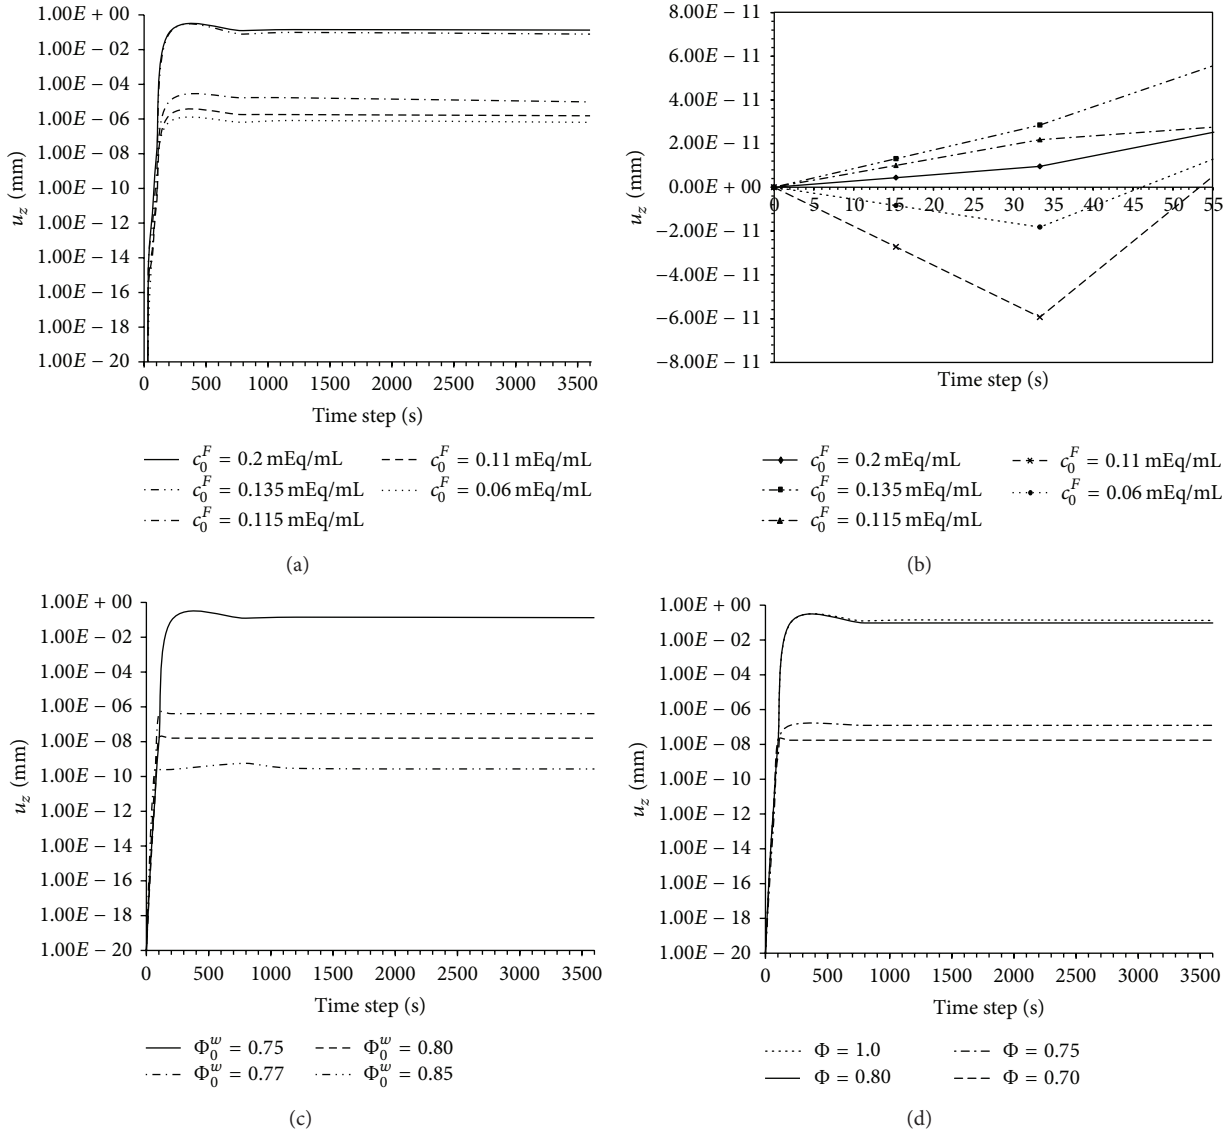 1.00E + 00
1.00E − 02
1.00E − 04
1.00E − 06
1.00E − 08
1.00E − 10
1.00E − 12
1.00E − 14
1.00E − 16
1.00E − 18
1.00E − 20
u_z (mm)
0 500 1000 1500 2000 2500 3000 3500
Time step (s)
c_0^F = 0.2 mEq/mL
c_0^F = 0.11 mEq/mL
c_0^F = 0.135 mEq/mL
c_0^F = 0.06 mEq/mL
c_0^F = 0.115 mEq/mL
(a)
8.00E − 11
6.00E − 11
4.00E − 11
2.00E − 11
0.00E + 00
−2.00E − 11
−4.00E − 11
−6.00E − 11
−8.00E − 11
u_z (mm)
0 5 10 15 20 25 30 35 40 45 50 55
Time step (s)
c_0^F = 0.2 mEq/mL
c_0^F = 0.11 mEq/mL
c_0^F = 0.135 mEq/mL
c_0^F = 0.06 mEq/mL
c_0^F = 0.115 mEq/mL
(b)
1.00E + 00
1.00E − 02
1.00E − 04
1.00E − 06
1.00E − 08
1.00E − 10
1.00E − 12
1.00E − 14
1.00E − 16
1.00E − 18
1.00E − 20
u_z (mm)
0 500 1000 1500 2000 2500 3000 3500
Time step (s)
Φ_0^w = 0.75
Φ_0^w = 0.80
Φ_0^w = 0.77
Φ_0^w = 0.85
(c)
1.00E + 00
1.00E − 02
1.00E − 04
1.00E − 06
1.00E − 08
1.00E − 10
1.00E − 12
1.00E − 14
1.00E − 16
1.00E − 18
1.00E − 20
u_z (mm)
0 500 1000 1500 2000 2500 3000 3500
Time step (s)
Φ = 1.0
Φ = 0.75
Φ = 0.80
Φ = 0.70
(d)